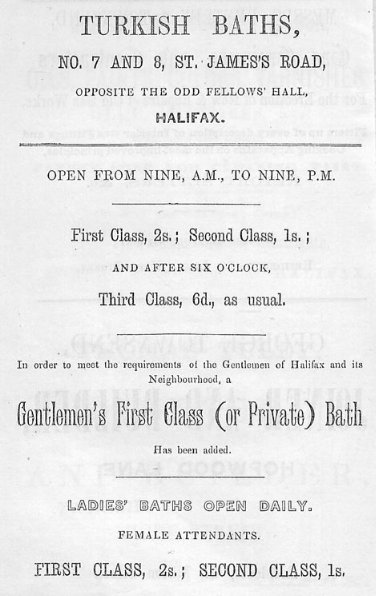 TURKISH BATHS,
NO. 7 AND 8, ST. JAMES'S ROAD,
OPPOSITE THE ODD FELLOWS' HALL,
HALIFAX.
OPEN FROM NINE, A.M., TO NINE, P.M.
First Class, 2s.; Second Class, 1s.;
AND AFTER SIX O'CLOCK,
Third Class, 6d., as usual.
In order to meet the requirements of the Gentlemen of Halifax and its
Neighbourhood, a
Gentlemen's First Class (or Private) Bath
Has been added.
LADIES' BATHS OPEN DAILY.
FEMALE ATTENDANTS.
FIRST CLASS, 2s.; SECOND CLASS, 1s.